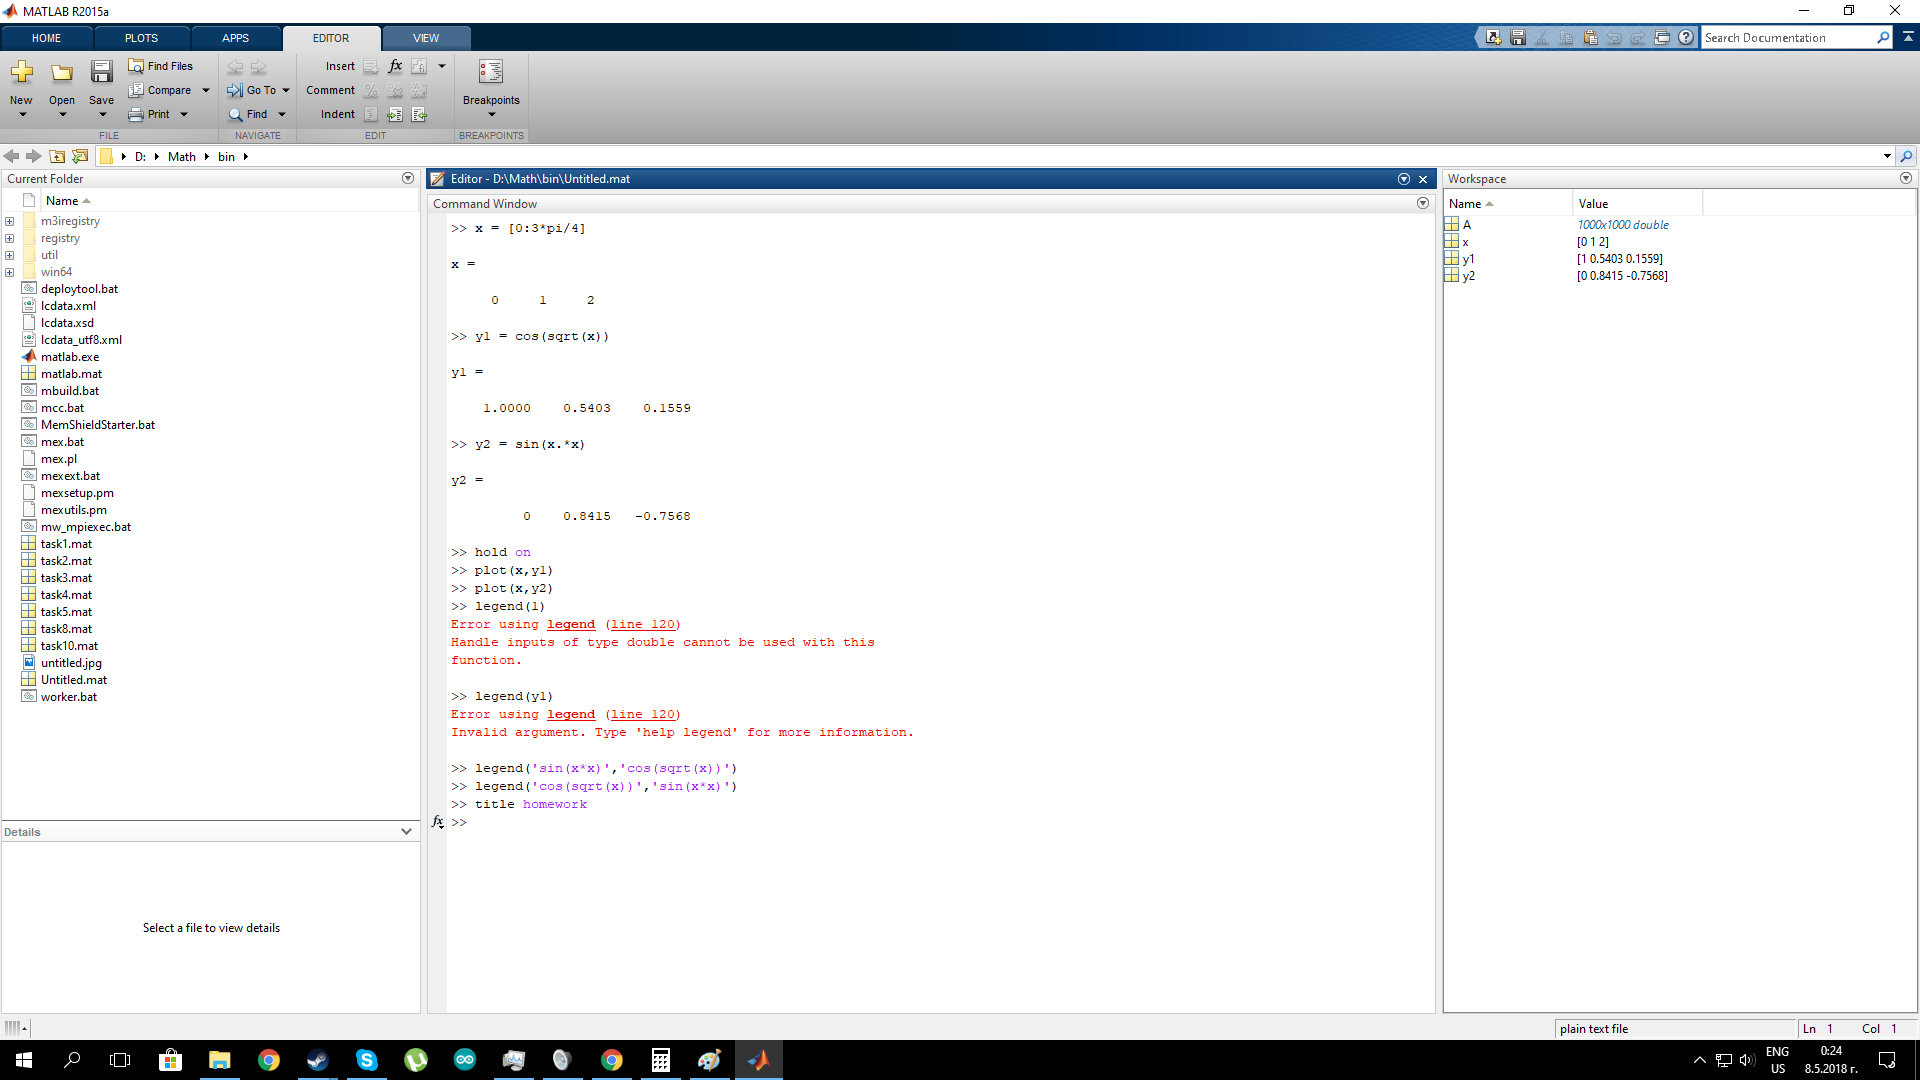 MATLAB R2015a
HOME PLOTS APPS EDITOR VIEW
Search Documentation
New Open Save
Find Files
Compare
Print
Go To
Find
Insert
Comment
Indent
Breakpoints
FILE NAVIGATE EDIT BREAKPOINTS
D: Math bin
Current Folder
Name
m3iregistry
registry
util
win64
deploytool.bat
lcdata.xml
lcdata.xsd
lcdata_utf8.xml
matlab.exe
matlab.mat
mbuild.bat
mcc.bat
MemShieldStarter.bat
mex.bat
mex.pl
mexext.bat
mexsetup.pm
mexutils.pm
mw_mpiexec.bat
task1.mat
task2.mat
task3.mat
task4.mat
task5.mat
task8.mat
task10.mat
untitled.jpg
Untitled.mat
worker.bat
Details
Select a file to view details
Editor - D:\Math\bin\Untitled.mat
Command Window
>> x = [0:3*pi/4]
x =
0 1 2
>> y1 = cos(sqrt(x))
y1 =
1.0000 0.5403 0.1559
>> y2 = sin(x.*x)
y2 =
0 0.8415 -0.7568
>> hold on
>> plot(x,y1)
>> plot(x,y2)
>> legend(1)
Error using legend (line 120)
Handle inputs of type double cannot be used with this
function.
>> legend(y1)
Error using legend (line 120)
Invalid argument. Type 'help legend' for more information.
>> legend('sin(x*x)','cos(sqrt(x))')
>> legend('cos(sqrt(x))','sin(x*x)')
>> title homework
fx >>
Workspace
Name Value
A 1000x1000 double
x [0 1 2]
y1 [1 0.5403 0.1559]
y2 [0 0.8415 -0.7568]
plain text file
Ln 1 Col 1
ENG
US
0:24
8.5.2018 г.